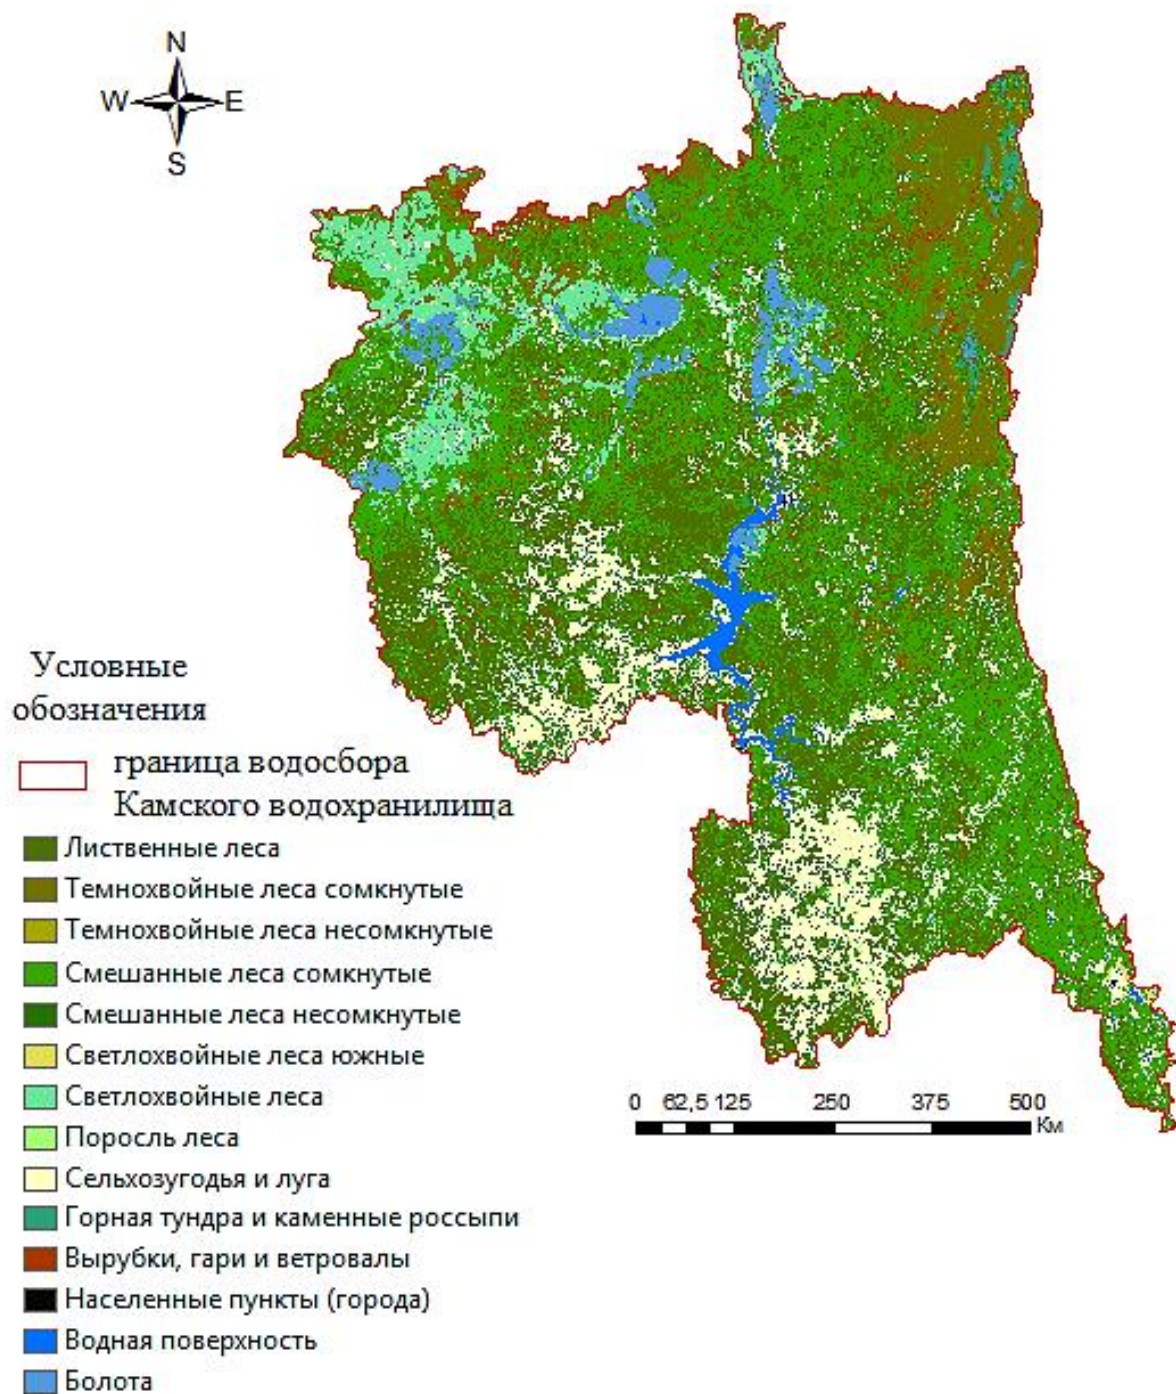 N
W E
S
Условные
обозначения
граница водосбора
Камского водохранилища
Лиственные леса
Темнохвойные леса сомкнутые
Темнохвойные леса несомкнутые
Смешанные леса сомкнутые
Смешанные леса несомкнутые
Светлохвойные леса южные
Светлохвойные леса
Поросль леса
Сельхозугодья и луга
Горная тундра и каменные россыпи
Вырубки, гари и ветровалы
Населенные пункты (города)
Водная поверхность
Болота
0 62,5 125 250 375 500
Км